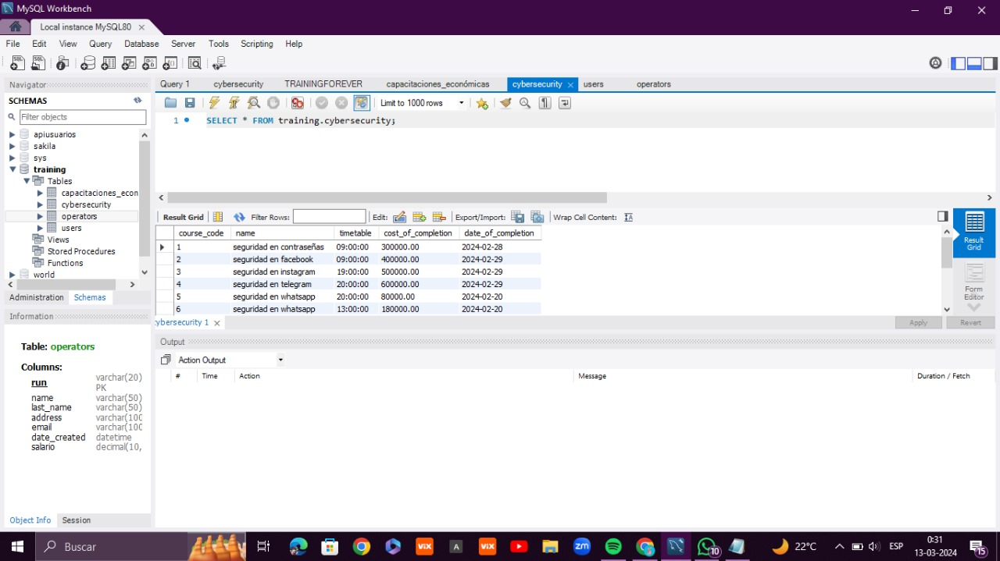 MySQL Workbench
Local instance MySQL80
File Edit View Query Database Server Tools Scripting Help
Navigator
SCHEMAS
Filter objects
apiusuarios
sakila
sys
training
Tables
capacitaciones_econ
cybersecurity
operators
users
Views
Stored Procedures
Functions
world
Administration Schemas
Information
Table: operators
Columns:
run varchar(20) PK
name varchar(50)
last_name varchar(50)
address varchar(100
email varchar(100
date_created datetime
salario decimal(10,
Object Info Session
Query 1 cybersecurity TRAININGFOREVER capacitaciones_económicas cybersecurity users operators
Limit to 1000 rows
1 SELECT * FROM training.cybersecurity;
Result Grid Filter Rows: Edit: Export/Import: Wrap Cell Content:
course_code name timetable cost_of_completion date_of_completion
1 seguridad en contraseñas 09:00:00 300000.00 2024-02-28
2 seguridad en facebook 09:00:00 400000.00 2024-02-29
3 seguridad en instagram 19:00:00 500000.00 2024-02-29
4 seguridad en telegram 20:00:00 600000.00 2024-02-29
5 seguridad en whatsapp 20:00:00 80000.00 2024-02-20
6 seguridad en whatsapp 13:00:00 180000.00 2024-02-20
Result Grid
Form Editor
ybersecurity 1 Apply Revert
Output
Action Output
# Time Action Message Duration / Fetch
Buscar
ViX A ViX zm 10
22°C ESP 0:31
13-03-2024 15